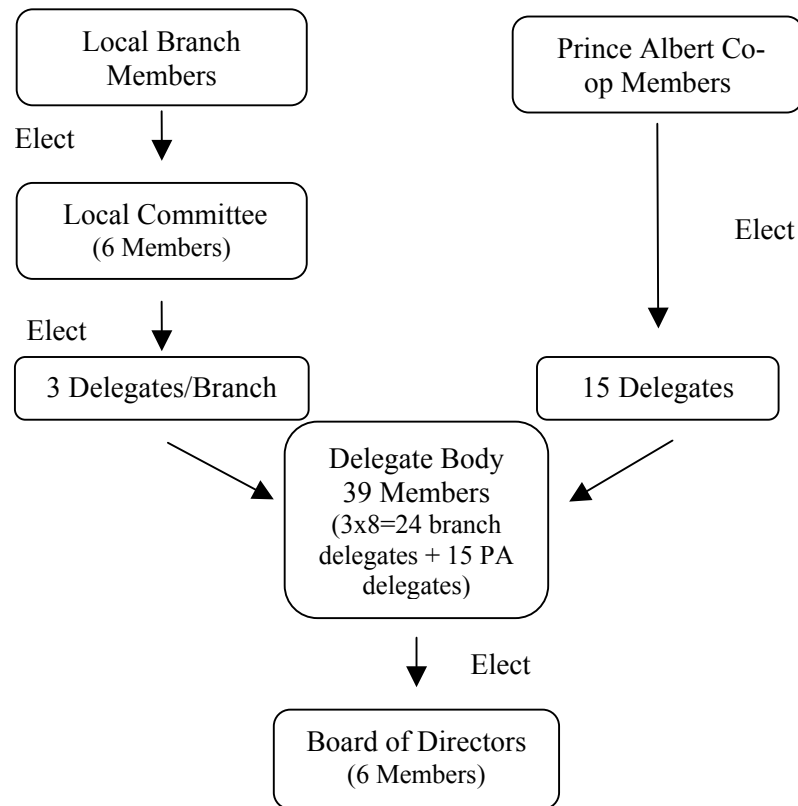 Local Branch
Members
Prince Albert Co-
op Members
Elect
Local Committee
(6 Members)
Elect
Elect
3 Delegates/Branch
15 Delegates
Delegate Body
39 Members
(3x8=24 branch
delegates + 15 PA
delegates)
Elect
Board of Directors
(6 Members)